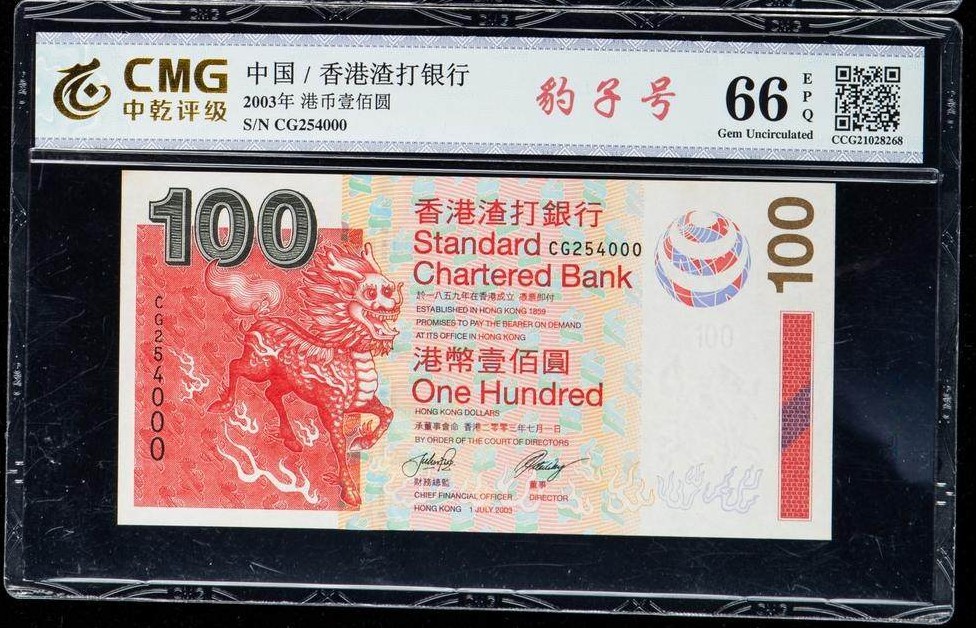 CMG
中乾评级
中国 / 香港渣打银行
2003年 港币壹佰圆
S/N CG254000
豹子号
66
EPQ
Gem Uncirculated
CCG21028268
100
香港渣打銀行
Standard CG254000
Chartered Bank
於一八五九年在香港成立 憑票即付
ESTABLISHED IN HONG KONG 1859
PROMISES TO PAY THE BEARER ON DEMAND
AT ITS OFFICE IN HONG KONG
港幣壹佰圓
One Hundred
HONG KONG DOLLARS
承董事會命 香港二零零三年七月一日
BY ORDER OF THE COURT OF DIRECTORS
財務總監 董事
CHIEF FINANCIAL OFFICER DIRECTOR
HONG KONG 1 JULY 2003
CG254000
100